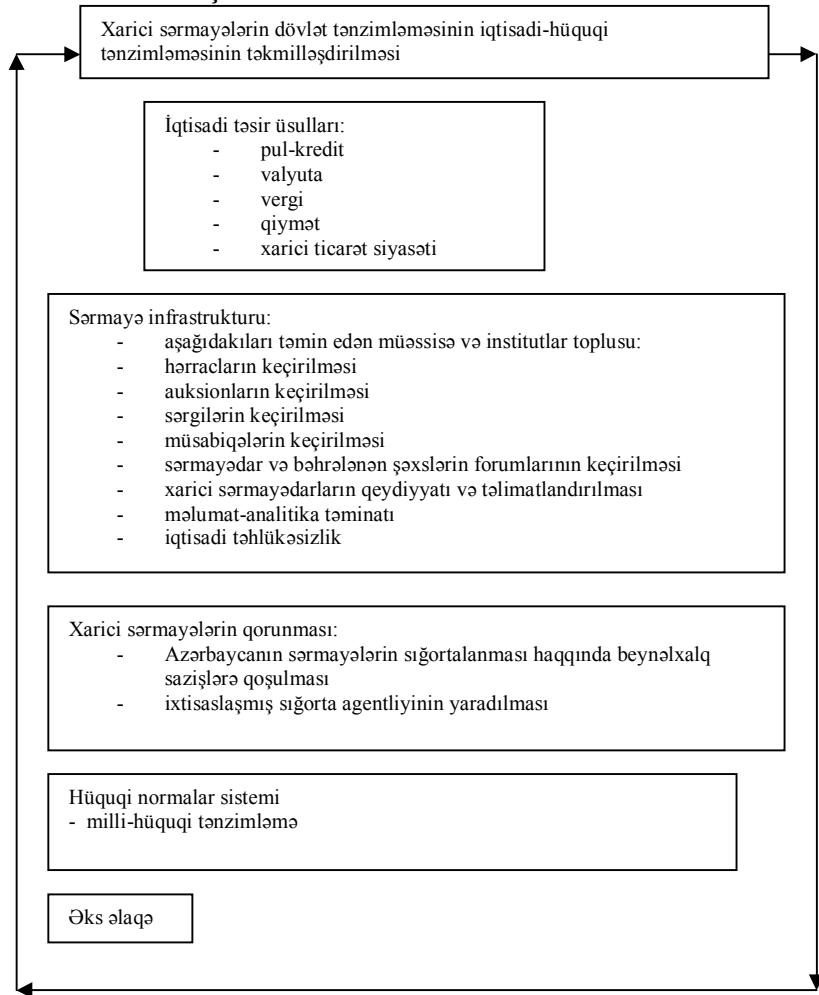 Xarici sərmayələrin dövlət tənzimləməsinin iqtisadi-hüquqi
tənzimləməsinin təkmilləşdirilməsi
İqtisadi təsir üsulları:
- pul-kredit
- valyuta
- vergi
- qiymət
- xarici ticarət siyasəti
Sərmayə infrastrukturu:
- aşağıdakıları təmin edən müəssisə və institutlar toplusu:
- hərracların keçirilməsi
- auksionların keçirilməsi
- sərgilərin keçirilməsi
- müsabiqələrin keçirilməsi
- sərmayədar və bəhrələnən şəxslərin forumlarının keçirilməsi
- xarici sərmayədarların qeydiyyatı və təlimatlandırılması
- məlumat-analitika təminatı
- iqtisadi təhlükəsizlik
Xarici sərmayələrin qorunması:
- Azərbaycanın sərmayələrin sığortalanması haqqında beynəlxalq
sazişlərə qoşulması
- ixtisaslaşmış sığorta agentliyinin yaradılması
Hüquqi normalar sistemi
- milli-hüquqi tənzimləmə
Əks əlaqə